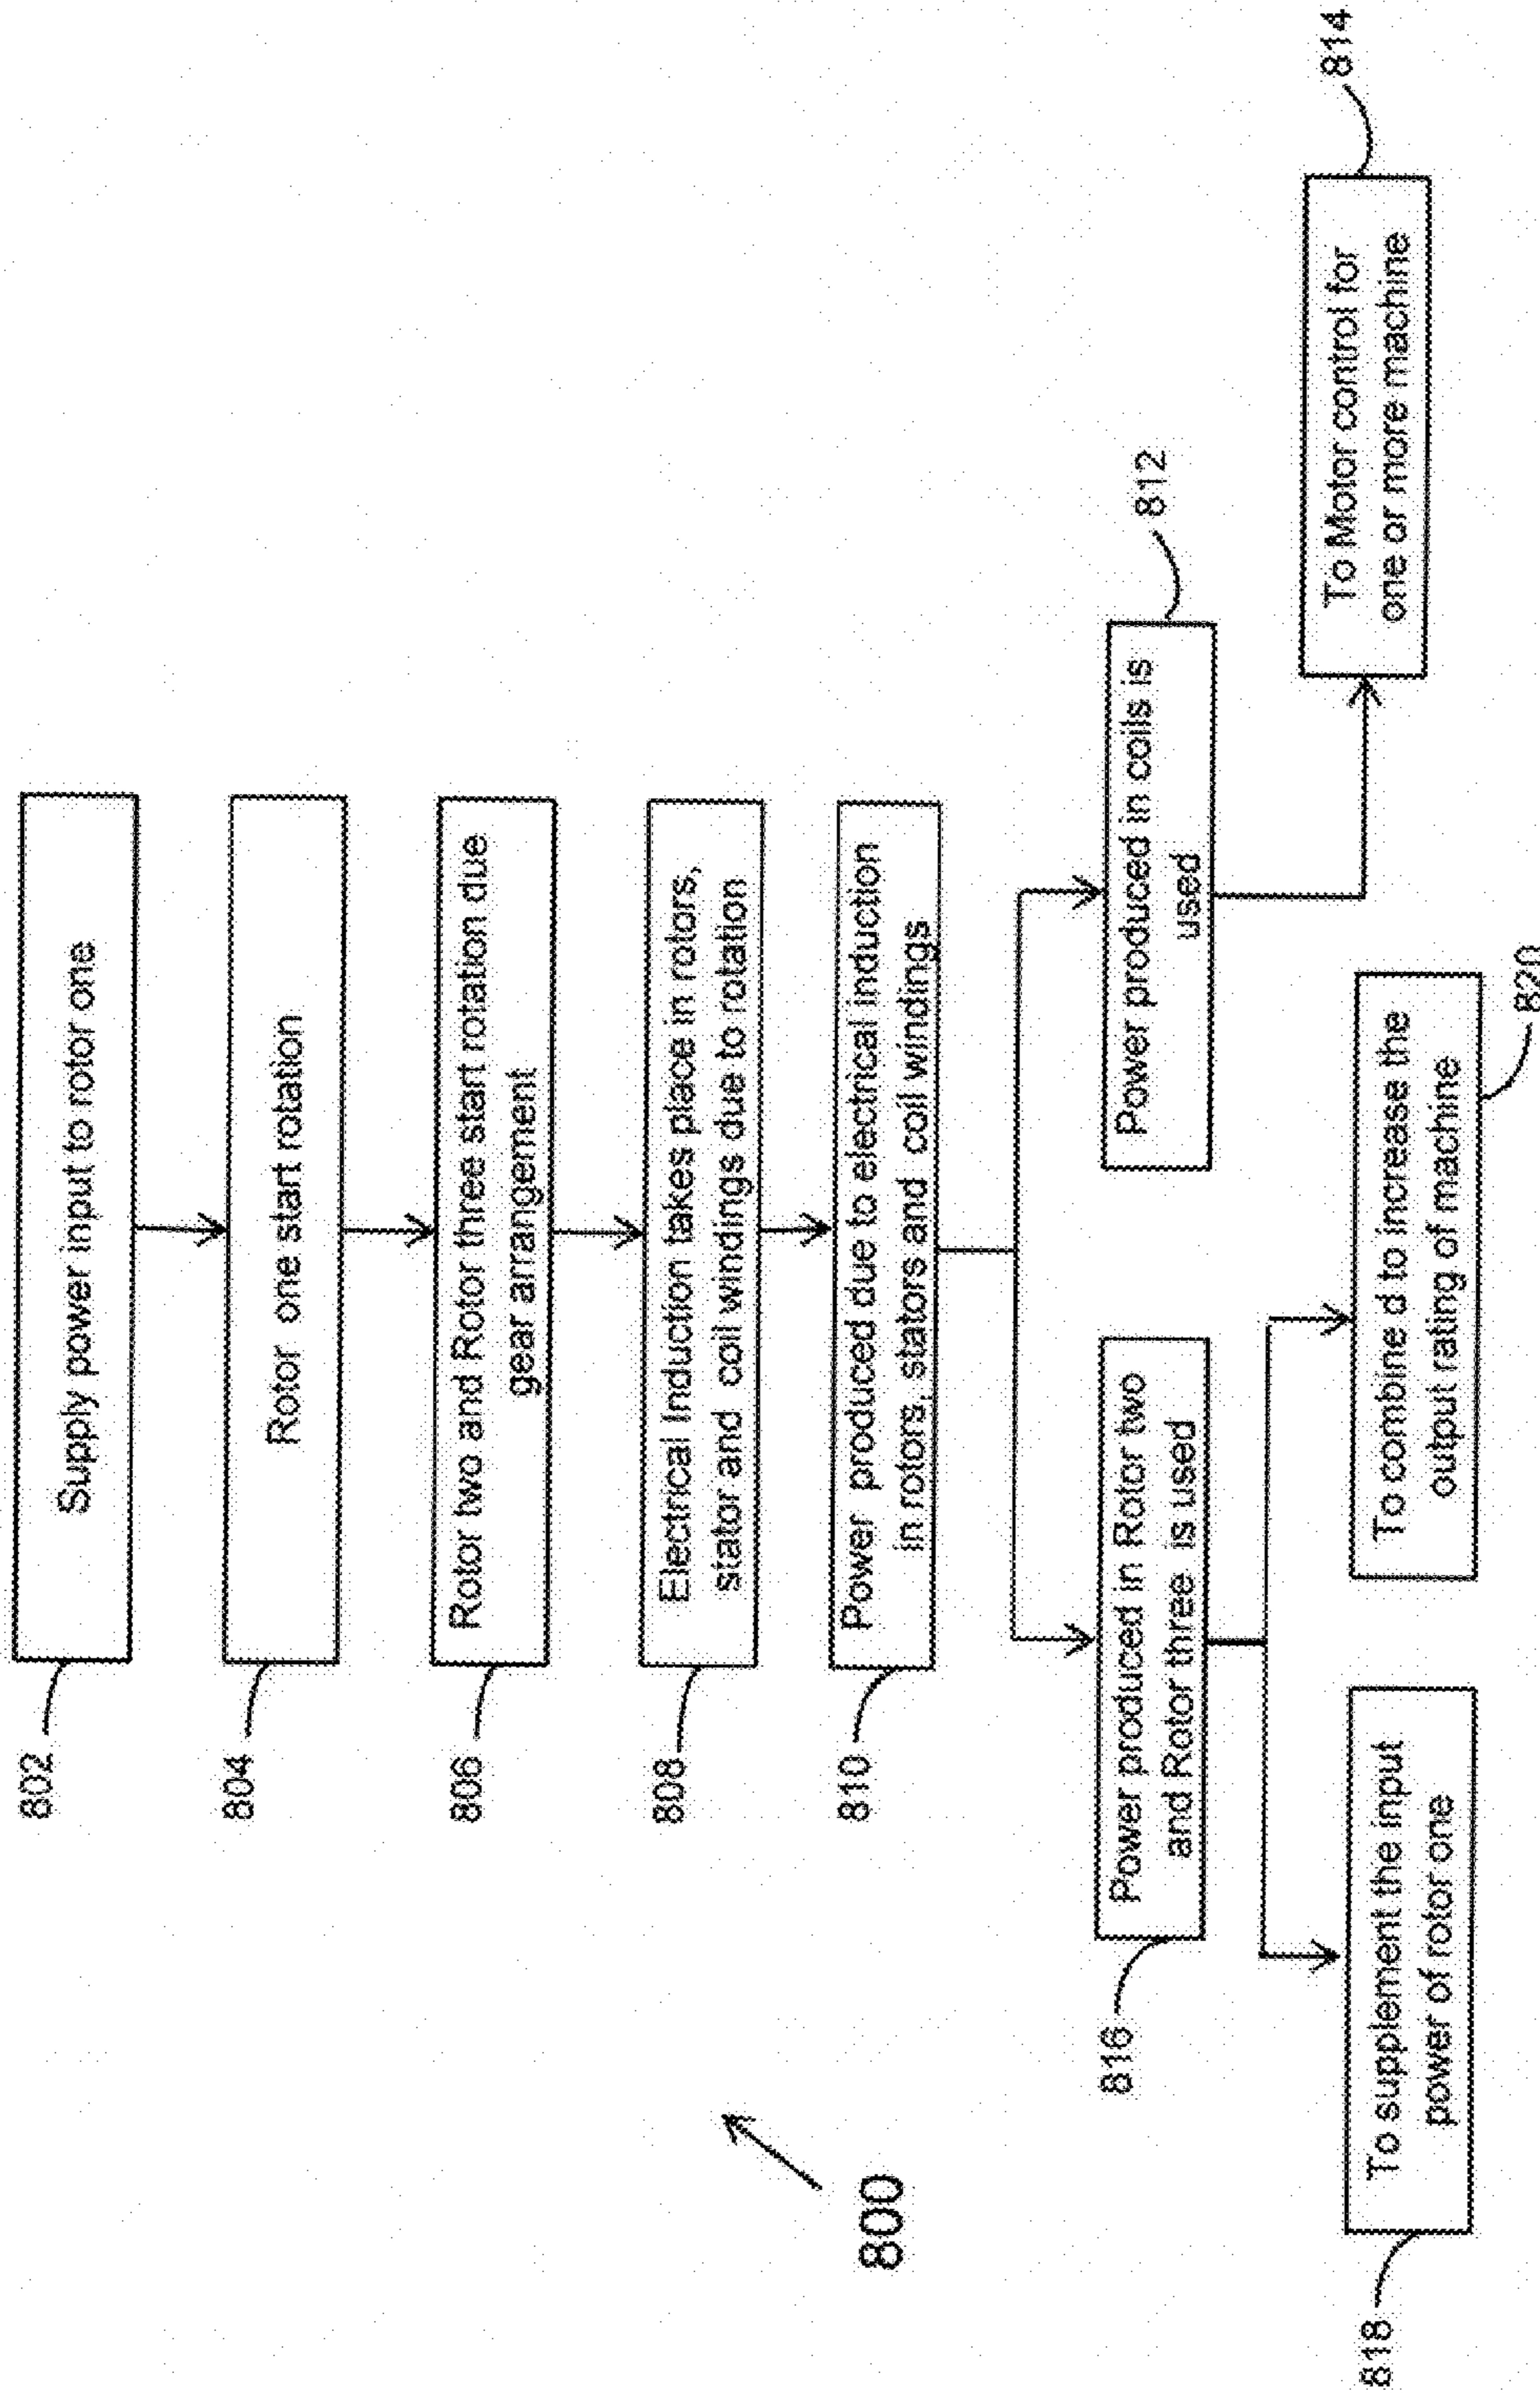 802
Supply power input to rotor one
804
Rotor one start rotation
806
Rotor two and Rotor three start rotation due
gear arrangement
808
Electrical Induction takes place in rotors,
stator and coil windings due to rotation
810
Power produced due to electrical induction
in rotors, stators and coil windings
800
816
Power produced in Rotor two
and Rotor three is used
Power produced in coils is
used
812
818
To supplement the input
power of rotor one
To combine d to increase the
output rating of machine
820
To Motor control for
one or more machine
814